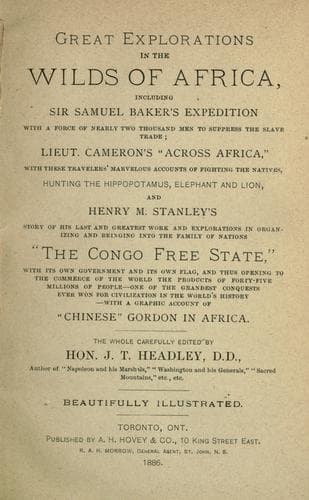 GREAT EXPLORATIONS
IN THE
WILDS OF AFRICA,
INCLUDING
SIR SAMUEL BAKER'S EXPEDITION
WITH A FORCE OF NEARLY TWO THOUSAND MEN TO SUPPRESS THE SLAVE
TRADE;
LIEUT. CAMERON'S "ACROSS AFRICA,"
WITH THESE TRAVELERS' MARVELOUS ACCOUNTS OF FIGHTING THE NATIVES,
HUNTING THE HIPPOPOTAMUS, ELEPHANT AND LION,
AND
HENRY M. STANLEY'S
STORY OF HIS LAST AND GREATEST WORK AND EXPLORATIONS IN ORGAN-
IZING AND BRINGING INTO THE FAMILY OF NATIONS
"THE CONGO FREE STATE,"
WITH ITS OWN GOVERNMENT AND ITS OWN FLAG, AND THUS OPENING TO
THE COMMERCE OF THE WORLD THE PRODUCTS OF FORTY-FIVE
MILLIONS OF PEOPLE—ONE OF THE GRANDEST CONQUESTS
EVER WON FOR CIVILIZATION IN THE WORLD'S HISTORY
—WITH A GRAPHIC ACCOUNT OF
"CHINESE" GORDON IN AFRICA.
THE WHOLE CAREFULLY EDITED BY
HON. J. T. HEADLEY, D.D.,
Author of "Napoleon and his Marshals," "Washington and his Generals," "Sacred
Mountains," etc., etc.
BEAUTIFULLY ILLUSTRATED.
TORONTO, ONT.
PUBLISHED BY A. H. HOVEY & CO., 10 KING STREET EAST.
R. A. H. MORROW, GENERAL AGENT, ST. JOHN, N. B.
1886.